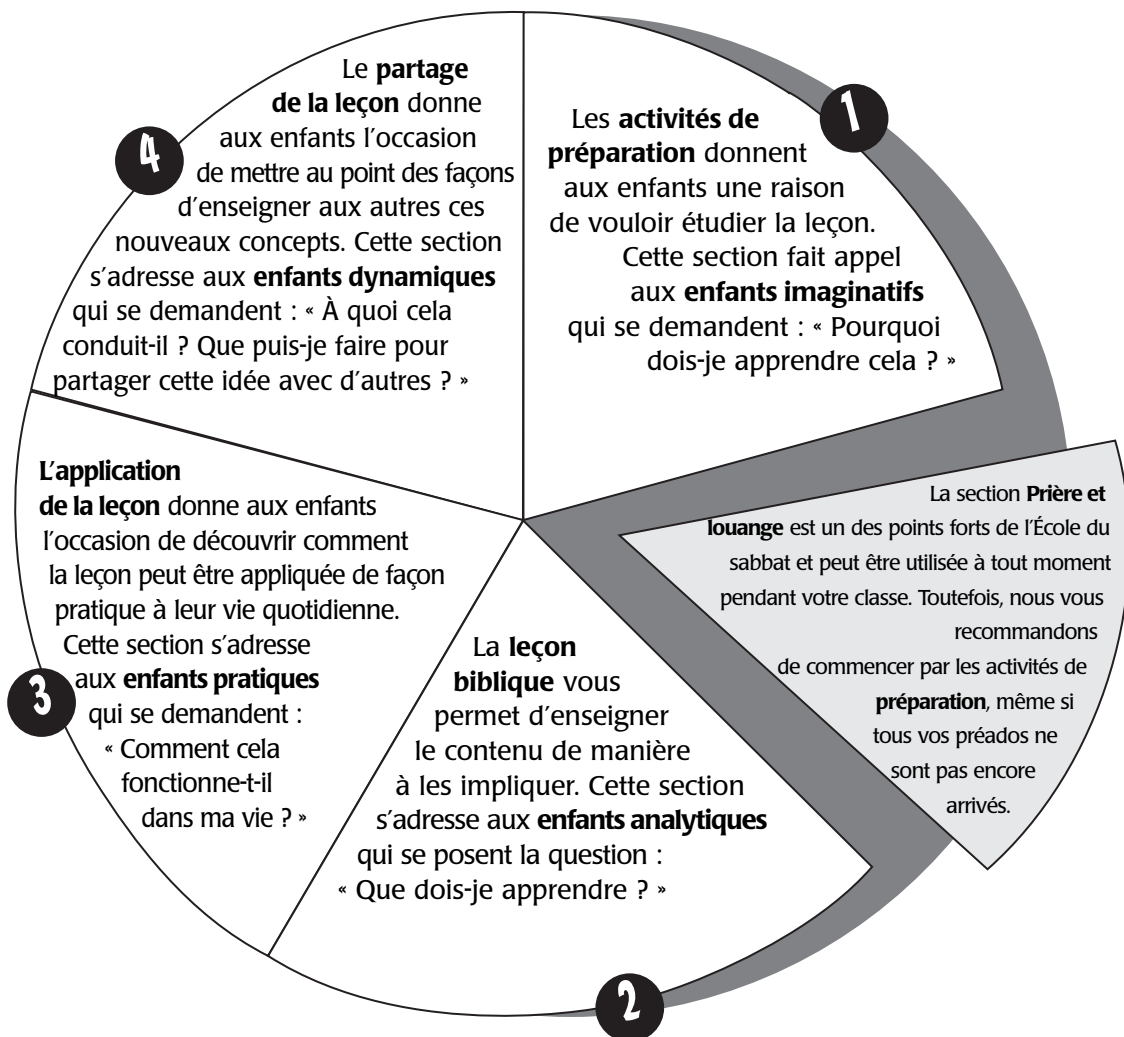 1
Les activités de
préparation donnent
aux enfants une raison
de vouloir étudier la leçon.
Cette section fait appel
aux enfants imaginatifs
qui se demandent : « Pourquoi
dois-je apprendre cela ? »
La section Prière et
louange est un des points forts de l'École du
sabbat et peut être utilisée à tout moment
pendant votre classe. Toutefois, nous vous
recommandons
de commencer par les activités de
préparation, même si
tous vos préados ne
sont pas encore
arrivés.
2
La leçon
biblique vous
permet d'enseigner
le contenu de manière
à les impliquer. Cette section
s'adresse aux enfants analytiques
qui se posent la question :
« Que dois-je apprendre ? »
3
L'application
de la leçon donne aux enfants
l'occasion de découvrir comment
la leçon peut être appliquée de façon
pratique à leur vie quotidienne.
Cette section s'adresse
aux enfants pratiques
qui se demandent :
« Comment cela
fonctionne-t-il
dans ma vie ? »
4
Le partage
de la leçon donne
aux enfants l'occasion
de mettre au point des façons
d'enseigner aux autres ces
nouveaux concepts. Cette section
s'adresse aux enfants dynamiques
qui se demandent : « À quoi cela
conduit-il ? Que puis-je faire pour
partager cette idée avec d'autres ? »